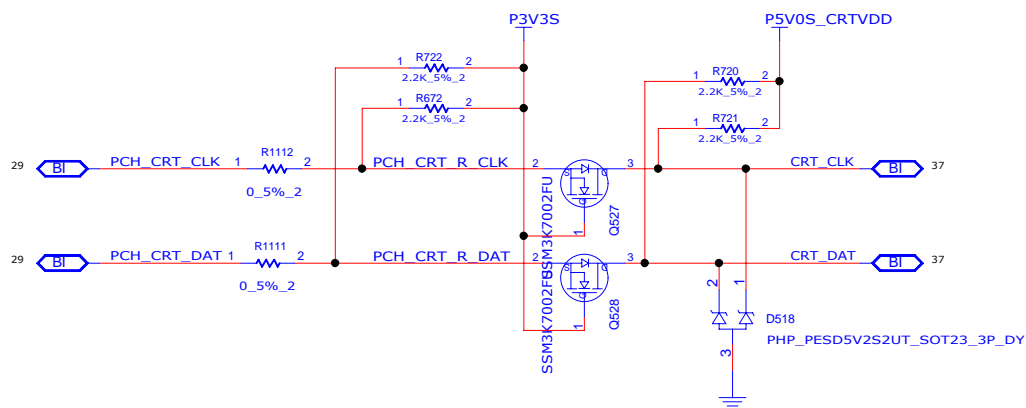 P3V3S
P5V0S_CRTVDD
1 R722 2
2.2K_5%_2
1 R720 2
2.2K_5%_2
1 R672 2
2.2K_5%_2
1 R721 2
2.2K_5%_2
29 BI PCH_CRT_CLK 1 R1112 2 PCH_CRT_R_CLK 2 3 CRT_CLK BI 37
0_5%_2
S D
G
1
SSM3K7002FU
Q527
29 BI PCH_CRT_DAT 1 R1111 2 PCH_CRT_R_DAT 2 3 CRT_DAT BI 37
0_5%_2
S D
G
1
SSM3K7002FU
Q528
2 1
D518
PHP_PESD5V2S2UT_SOT23_3P_DY
3